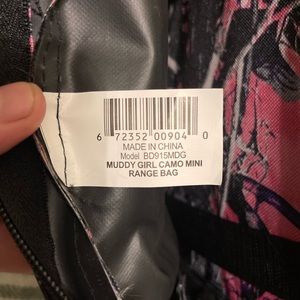 6 72352 00904 0
MADE IN CHINA
Model BD915MDG
MUDDY GIRL CAMO MINI
RANGE BAG